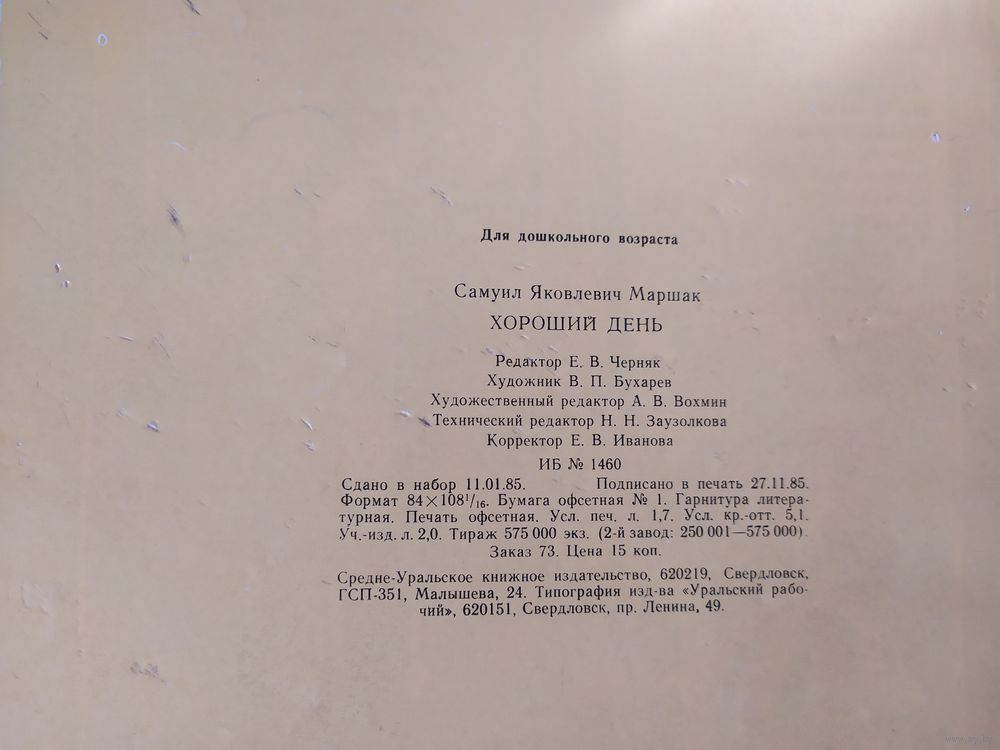 Для дошкольного возраста
Самуил Яковлевич Маршак
ХОРОШИЙ ДЕНЬ
Редактор Е. В. Черняк
Художник В. П. Бухарев
Художественный редактор А. В. Вохмин
Технический редактор Н. Н. Заузолкова
Корректор Е. В. Иванова
ИБ № 1460
Сдано в набор 11.01.85. Подписано в печать 27.11.85.
Формат 84×108¹/₁₆. Бумага офсетная № 1. Гарнитура литера-
турная. Печать офсетная. Усл. печ. л. 1,7. Усл. кр.-отт. 5,1.
Уч.-изд. л. 2,0. Тираж 575 000 экз. (2-й завод: 250 001—575 000).
Заказ 73. Цена 15 коп.
Средне-Уральское книжное издательство, 620219, Свердловск,
ГСП-351, Малышева, 24. Типография изд-ва «Уральский рабо-
чий», 620151, Свердловск, пр. Ленина, 49.